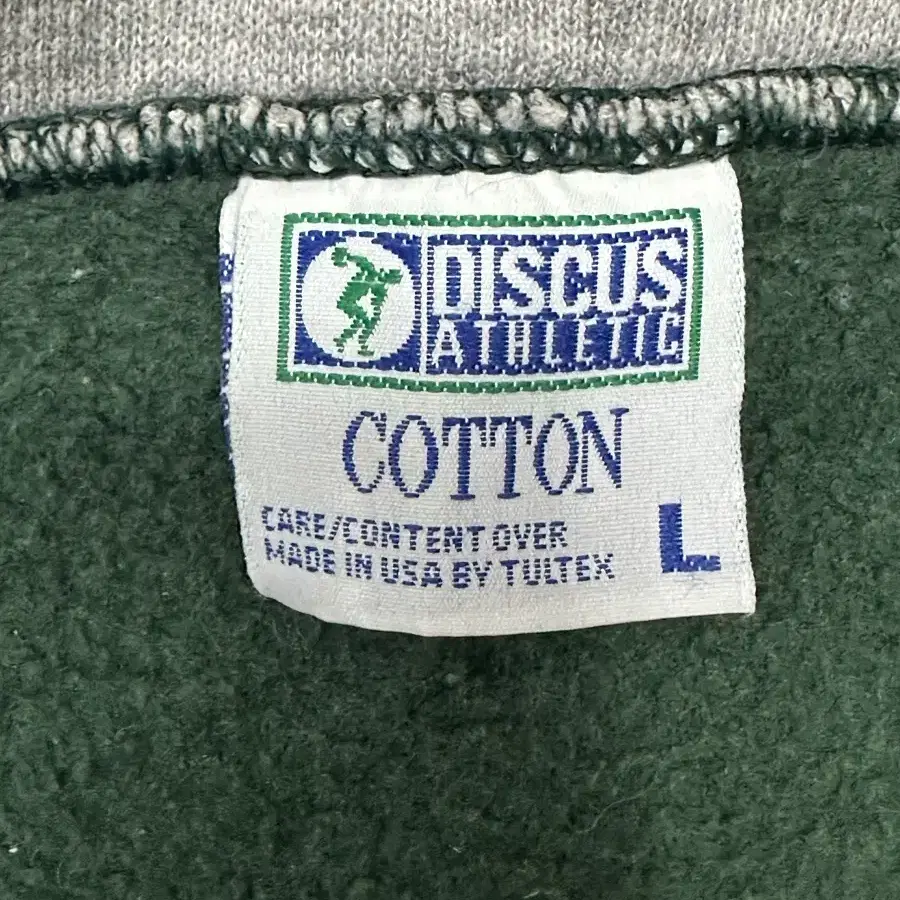 DISCUS
ATHLETIC
COTTON
CARE/CONTENT OVER
MADE IN USA BY TULTEX
L